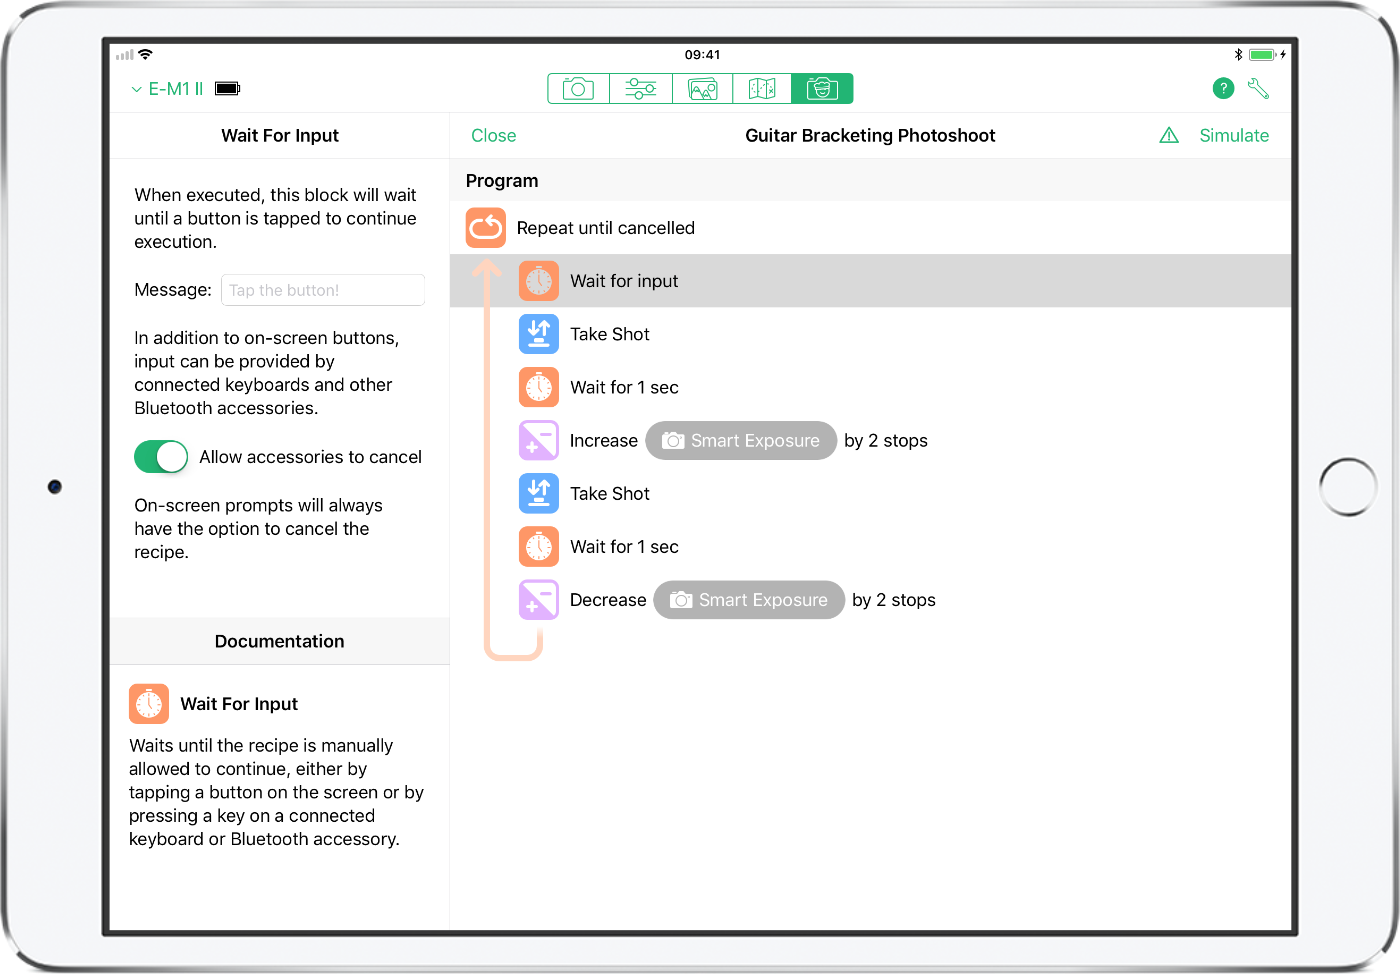 09:41
E-M1 II
?
Wait For Input
When executed, this block will wait
until a button is tapped to continue
execution.
Message: Tap the button!
In addition to on-screen buttons,
input can be provided by
connected keyboards and other
Bluetooth accessories.
Allow accessories to cancel
On-screen prompts will always
have the option to cancel the
recipe.
Documentation
Wait For Input
Waits until the recipe is manually
allowed to continue, either by
tapping a button on the screen or by
pressing a key on a connected
keyboard or Bluetooth accessory.
Close
Guitar Bracketing Photoshoot
Simulate
Program
Repeat until cancelled
Wait for input
Take Shot
Wait for 1 sec
Increase Smart Exposure by 2 stops
Take Shot
Wait for 1 sec
Decrease Smart Exposure by 2 stops